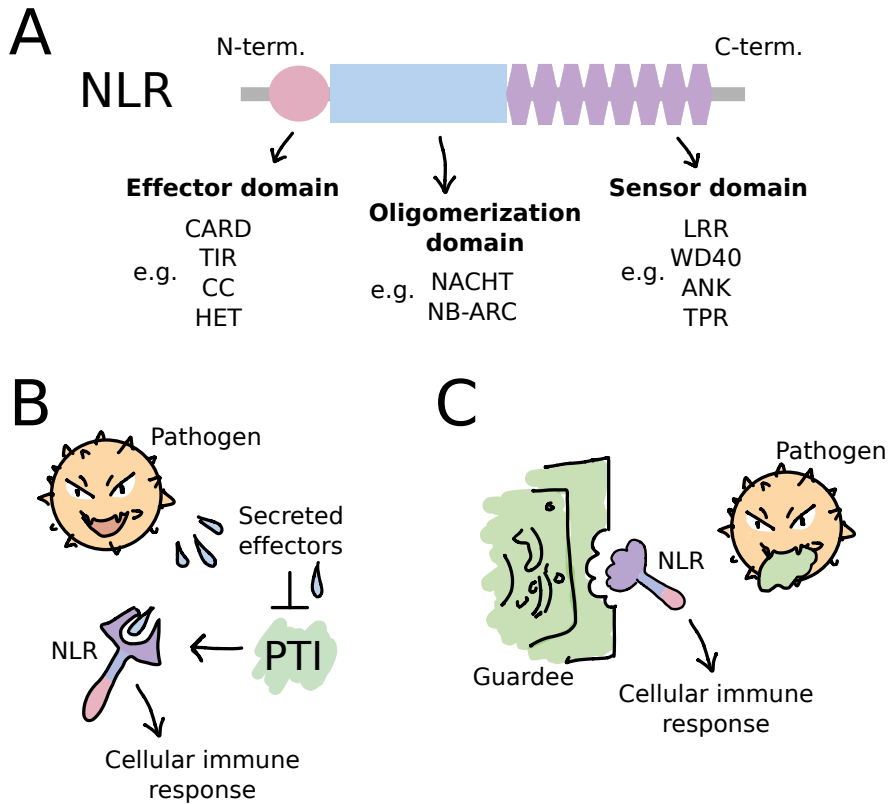 A
N-term.
C-term.
NLR
Effector domain
e.g.
CARD
TIR
CC
HET
Oligomerization
domain
e.g.
NACHT
NB-ARC
Sensor domain
e.g.
LRR
WD40
ANK
TPR
B
Pathogen
Secreted
effectors
PTI
NLR
Cellular immune
response
C
Pathogen
NLR
Guardee
Cellular immune
response